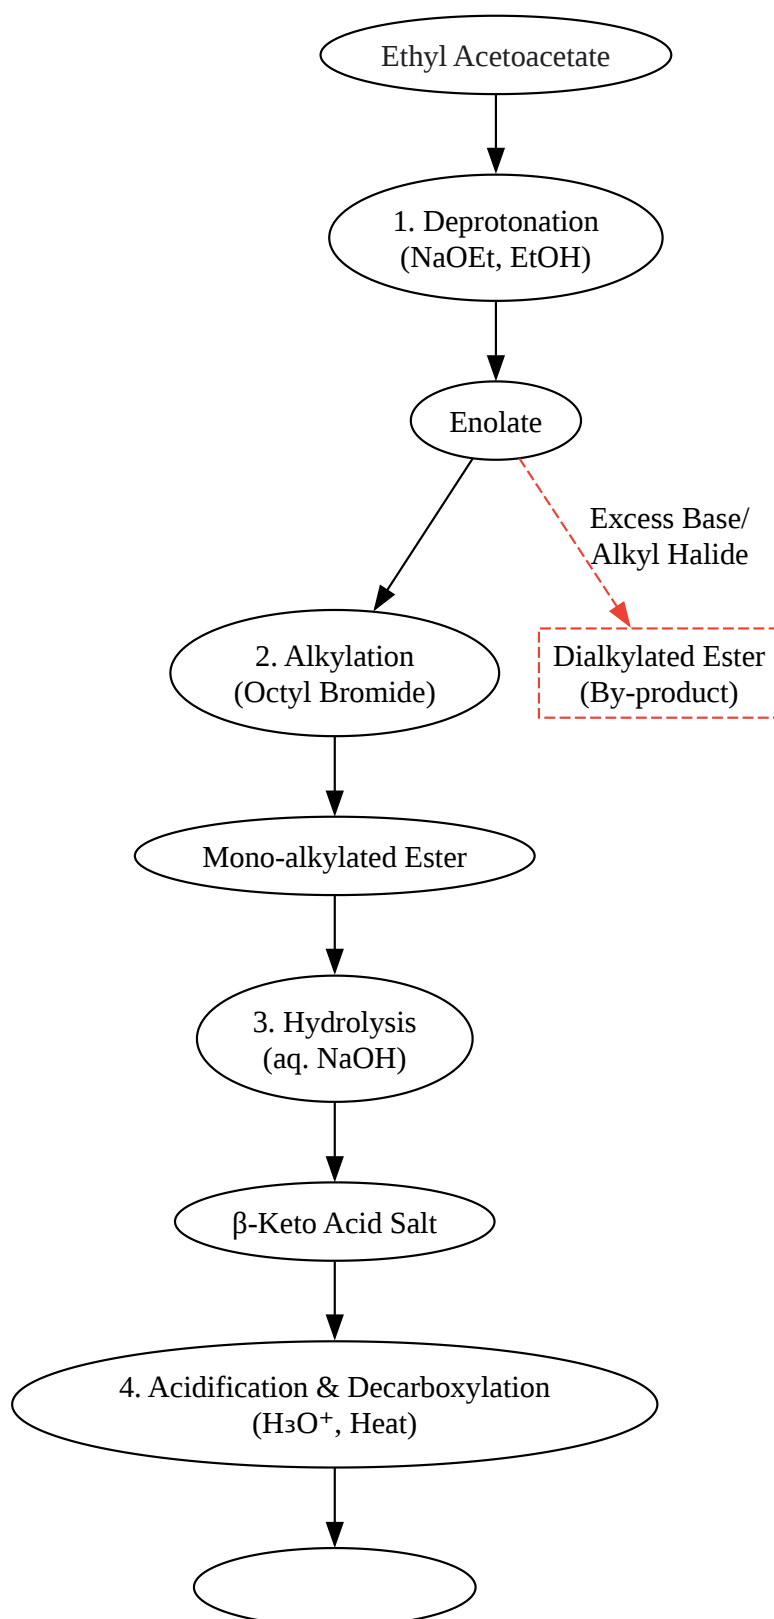 Ethyl Acetoacetate
1. Deprotonation
(NaOEt, EtOH)
Enolate
Excess Base/
Alkyl Halide
2. Alkylation
(Octyl Bromide)
Dialkylated Ester
(By-product)
Mono-alkylated Ester
3. Hydrolysis
(aq. NaOH)
β-Keto Acid Salt
4. Acidification & Decarboxylation
(H₃O⁺, Heat)